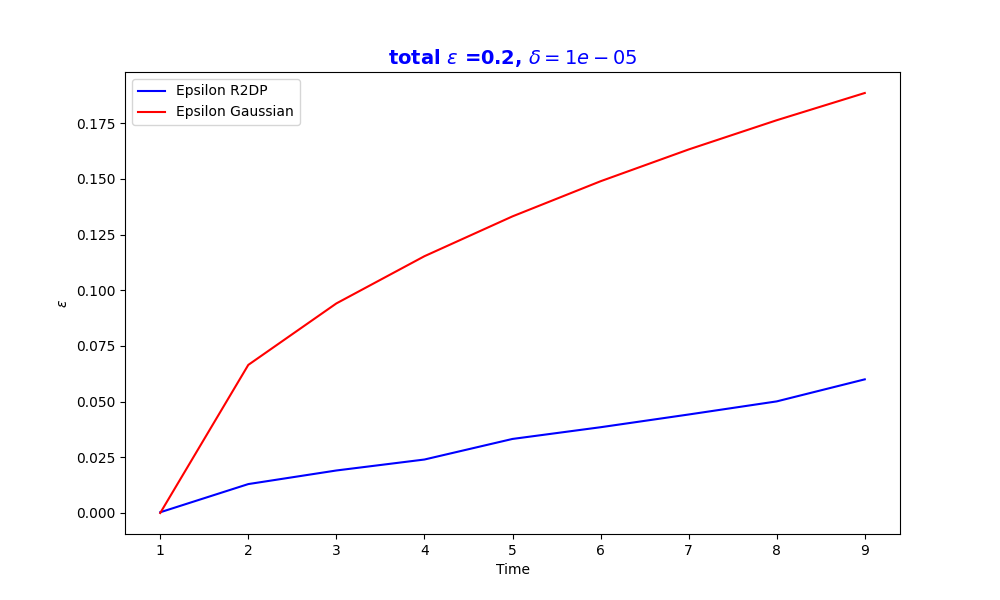 total ε =0.2, δ = 1e − 05
Epsilon R2DP
Epsilon Gaussian
0.175
0.150
0.125
0.100
ε
0.075
0.050
0.025
0.000
1 2 3 4 5 6 7 8 9
Time